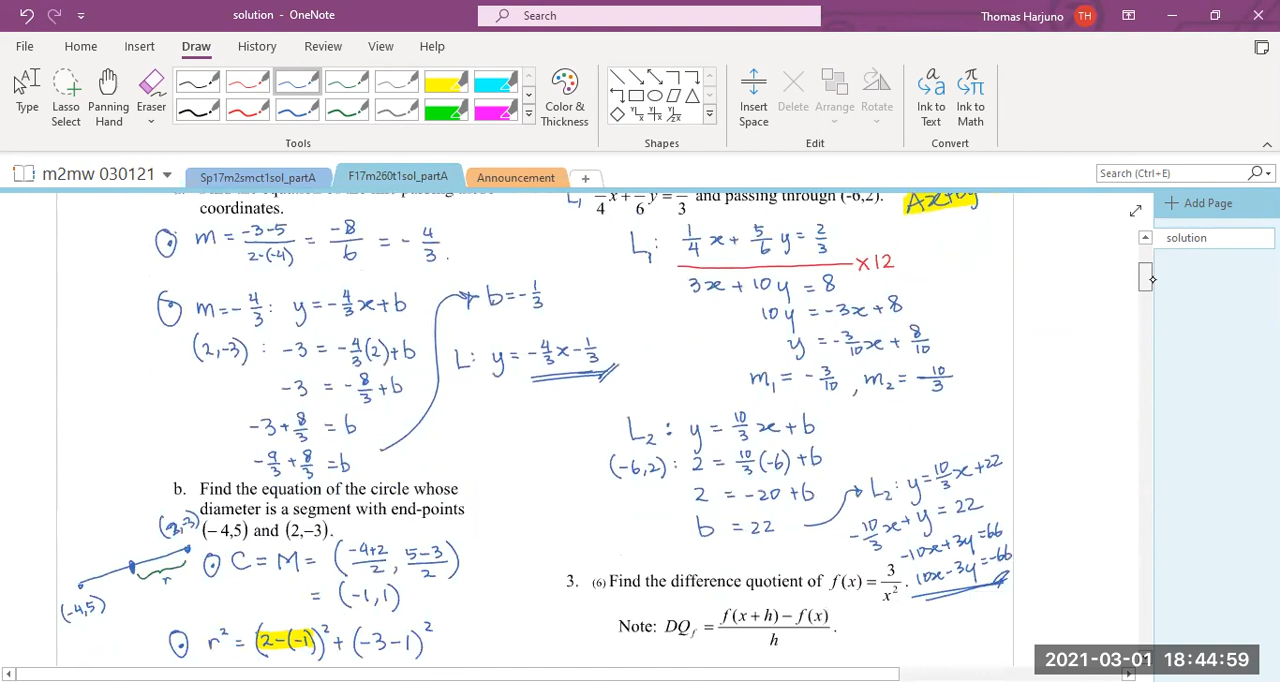 solution - OneNote
Search
Thomas Harjuno TH
File Home Insert Draw History Review View Help
Type
Lasso Select
Panning Hand
Eraser
Color & Thickness
Insert Space
Delete
Arrange
Rotate
Ink to Text
Ink to Math
Tools
Shapes
Edit
Convert
m2mw 030121
Sp17m2smct1sol_partA
F17m260t1sol_partA
Announcement
Search (Ctrl+E)
Add Page
solution
coordinates.
m = -3-5/2-(-4) = -8/6 = -4/3.
m = -4/3: y = -4/3x+b
(2,-3): -3 = -4/3(2)+b
-3 = -8/3+b
-3+8/3 = b
-9/3+8/3 = b
b = -1/3
L: y = -4/3x-1/3
b. Find the equation of the circle whose
diameter is a segment with end-points
(−4,5) and (2,−3).
(-4,5)
r
C = M = (-4+2/2, 5-3/2)
= (-1,1)
r² = (2-(-1))² + (-3-1)²
L₁ /4 x + /6 y = /3 and passing through (-6,2).
L₁: 1/4 x + 5/6 y = 2/3
×12
3x + 10y = 8
10y = -3x+8
y = -3/10x + 8/10
m₁ = -3/10, m₂ = 10/3
L₂: y = 10/3 x + b
(-6,2): 2 = 10/3(-6)+b
2 = -20+b
b = 22
L₂: y = 10/3x+22
-10/3x+y = 22
-10x+3y=66
10x-3y=-66
3. (6) Find the difference quotient of f(x) = 3/x².
Note: DQf = f(x+h)−f(x)/h.
2021-03-01 18:44:59